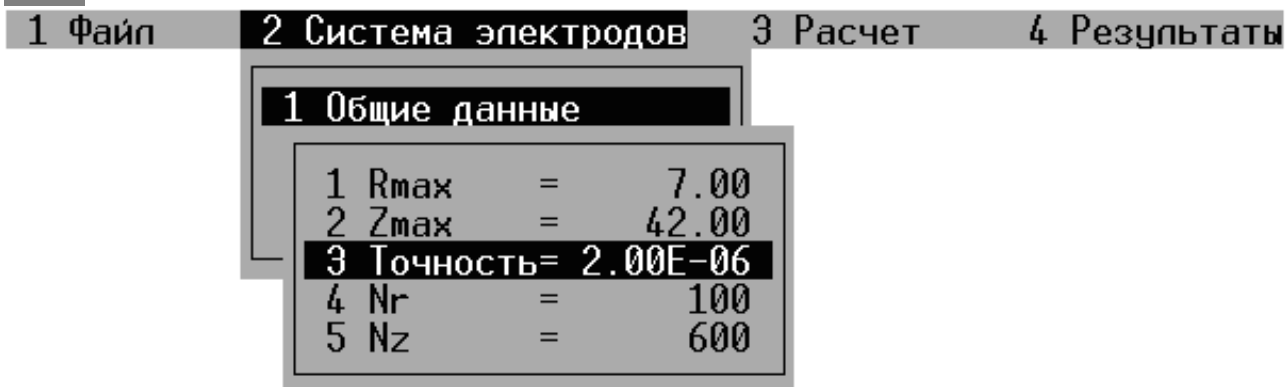 1 Файл 2 Система электродов 3 Расчет 4 Результаты
1 Общие данные
1 Rmax = 7.00
2 Zmax = 42.00
3 Точность= 2.00E-06
4 Nr = 100
5 Nz = 600